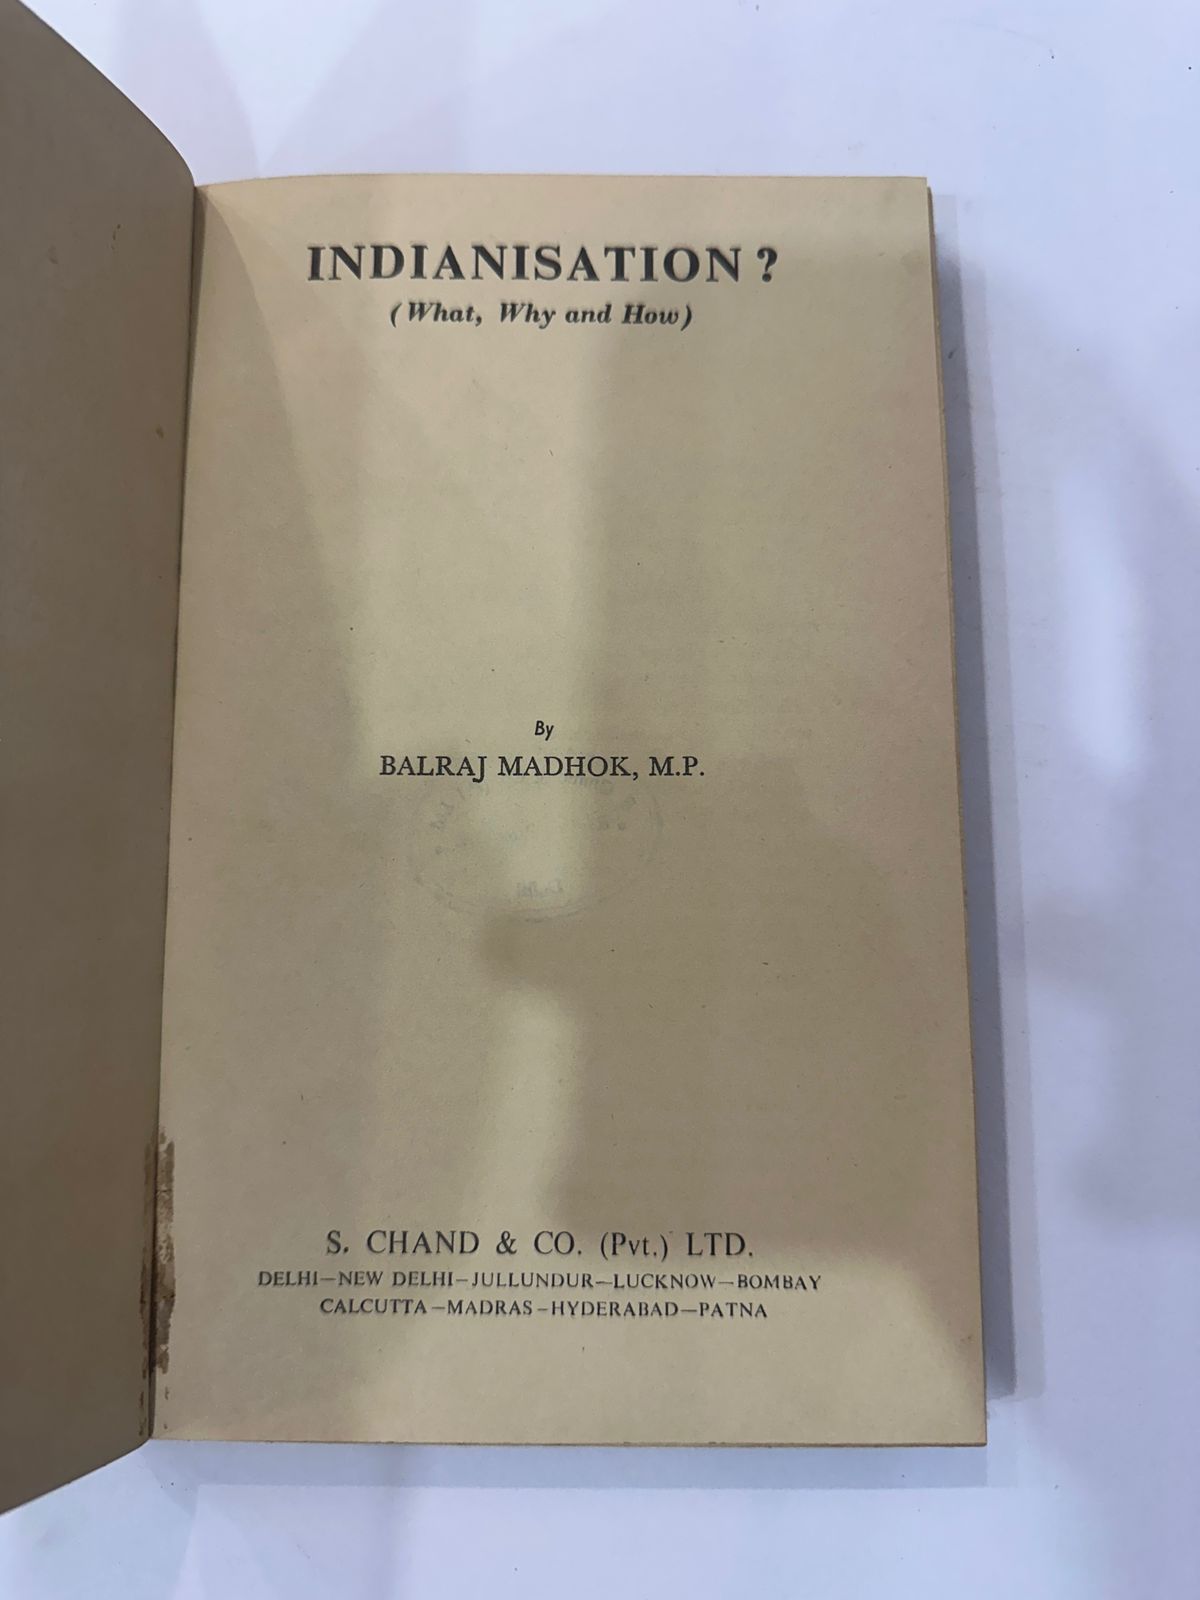 INDIANISATION ?
(What, Why and How)
By
BALRAJ MADHOK, M.P.
S. CHAND & CO. (Pvt.) LTD.
DELHI—NEW DELHI—JULLUNDUR—LUCKNOW—BOMBAY
CALCUTTA—MADRAS—HYDERABAD—PATNA